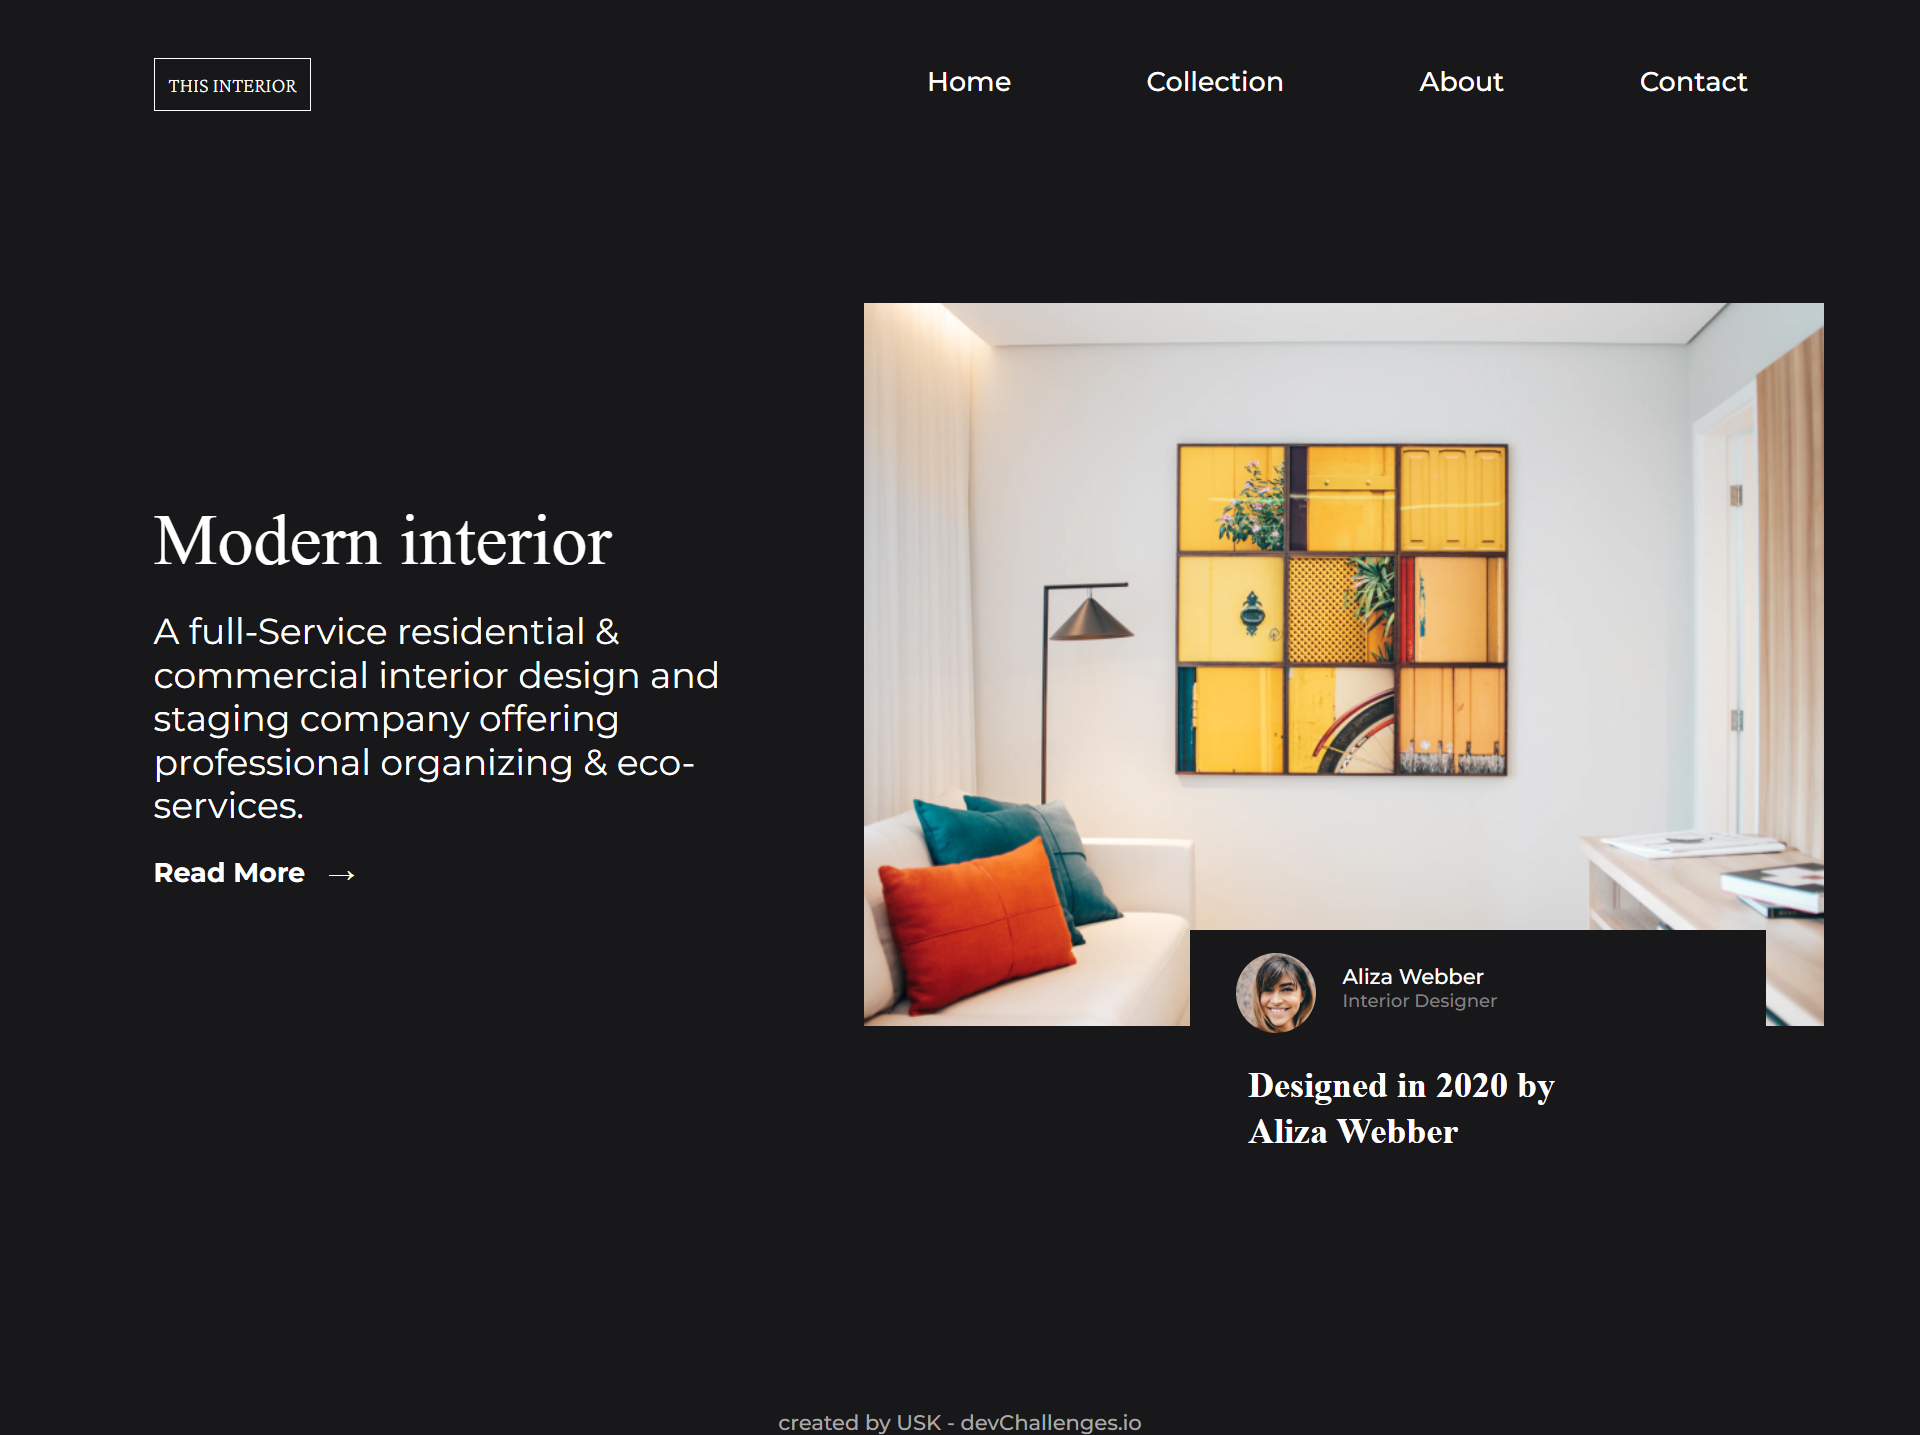 THIS INTERIOR
Home
Collection
About
Contact
Modern interior
A full-Service residential &
commercial interior design and
staging company offering
professional organizing & eco-
services.
Read More →
Aliza Webber
Interior Designer
Designed in 2020 by
Aliza Webber
created by USK - devChallenges.io